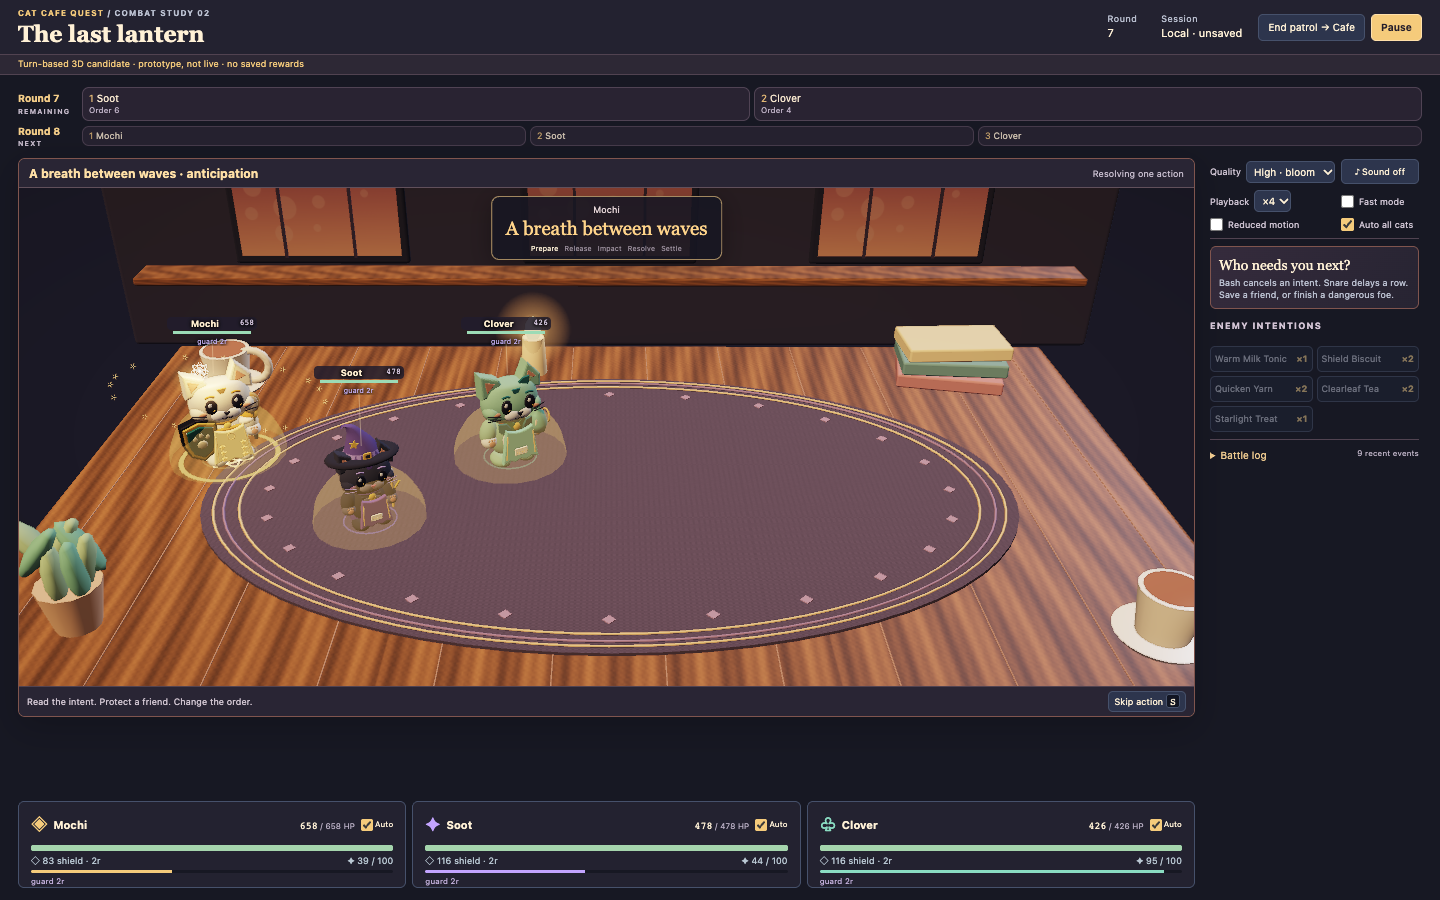 CAT CAFE QUEST / COMBAT STUDY 02
The last lantern
Round
7
Session
Local · unsaved
End patrol → Cafe
Pause
Turn-based 3D candidate · prototype, not live · no saved rewards
Round 7
REMAINING
1 Soot
Order 6
2 Clover
Order 4
Round 8
NEXT
1 Mochi
2 Soot
3 Clover
A breath between waves · anticipation
Resolving one action
Mochi
A breath between waves
Prepare Release Impact Resolve Settle
Mochi 658
guard 2r
Clover 426
guard 2r
Soot 478
guard 2r
Read the intent. Protect a friend. Change the order.
Skip action S
Quality High · bloom ♪ Sound off
Playback ×4 Fast mode
Reduced motion Auto all cats
Who needs you next?
Bash cancels an intent. Snare delays a row.
Save a friend, or finish a dangerous foe.
ENEMY INTENTIONS
Warm Milk Tonic ×1 Shield Biscuit ×2
Quicken Yarn ×2 Clearleaf Tea ×2
Starlight Treat ×1
Battle log 9 recent events
Mochi 658 / 658 HP Auto
83 shield · 2r 39 / 100
guard 2r
Soot 478 / 478 HP Auto
116 shield · 2r 44 / 100
guard 2r
Clover 426 / 426 HP Auto
116 shield · 2r 95 / 100
guard 2r